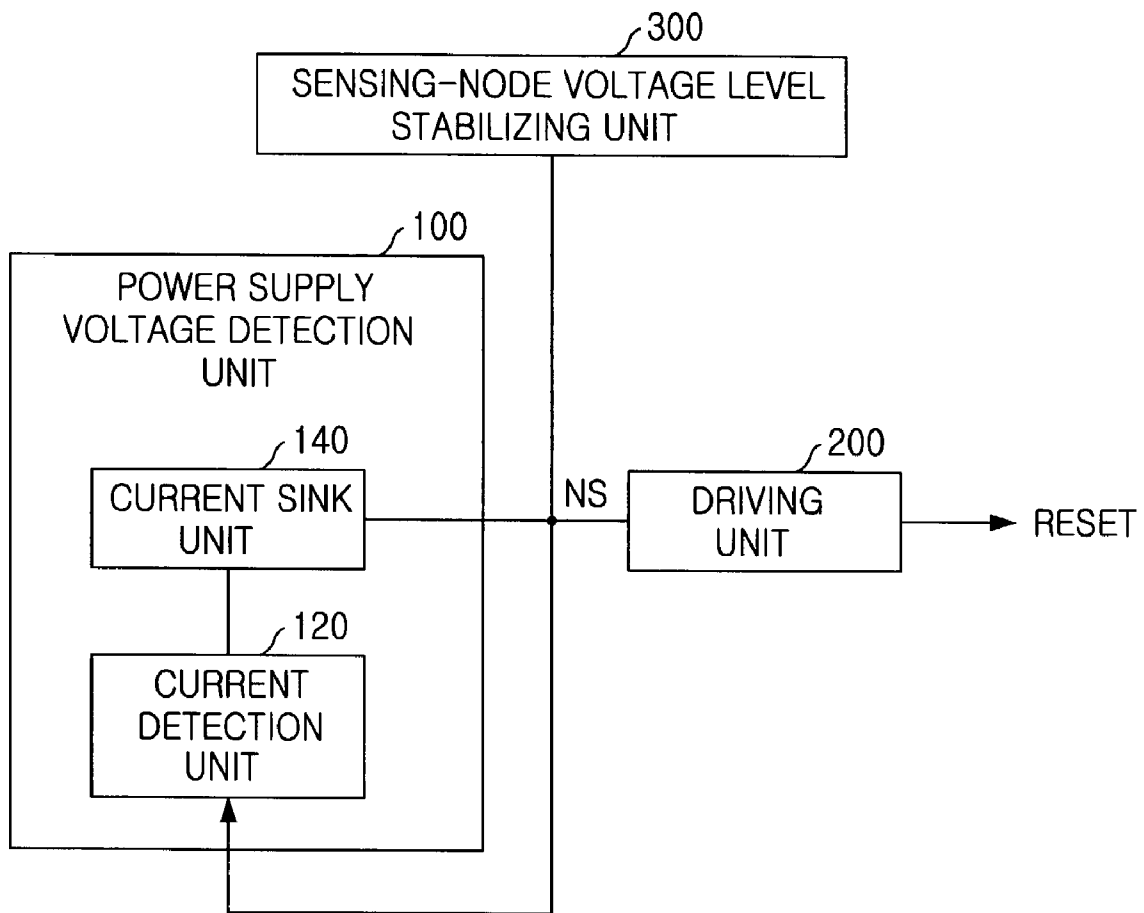 300
SENSING-NODE VOLTAGE LEVEL
STABILIZING UNIT
100
POWER SUPPLY
VOLTAGE DETECTION
UNIT
140
CURRENT SINK
UNIT
NS
200
DRIVING
UNIT
RESET
120
CURRENT
DETECTION
UNIT